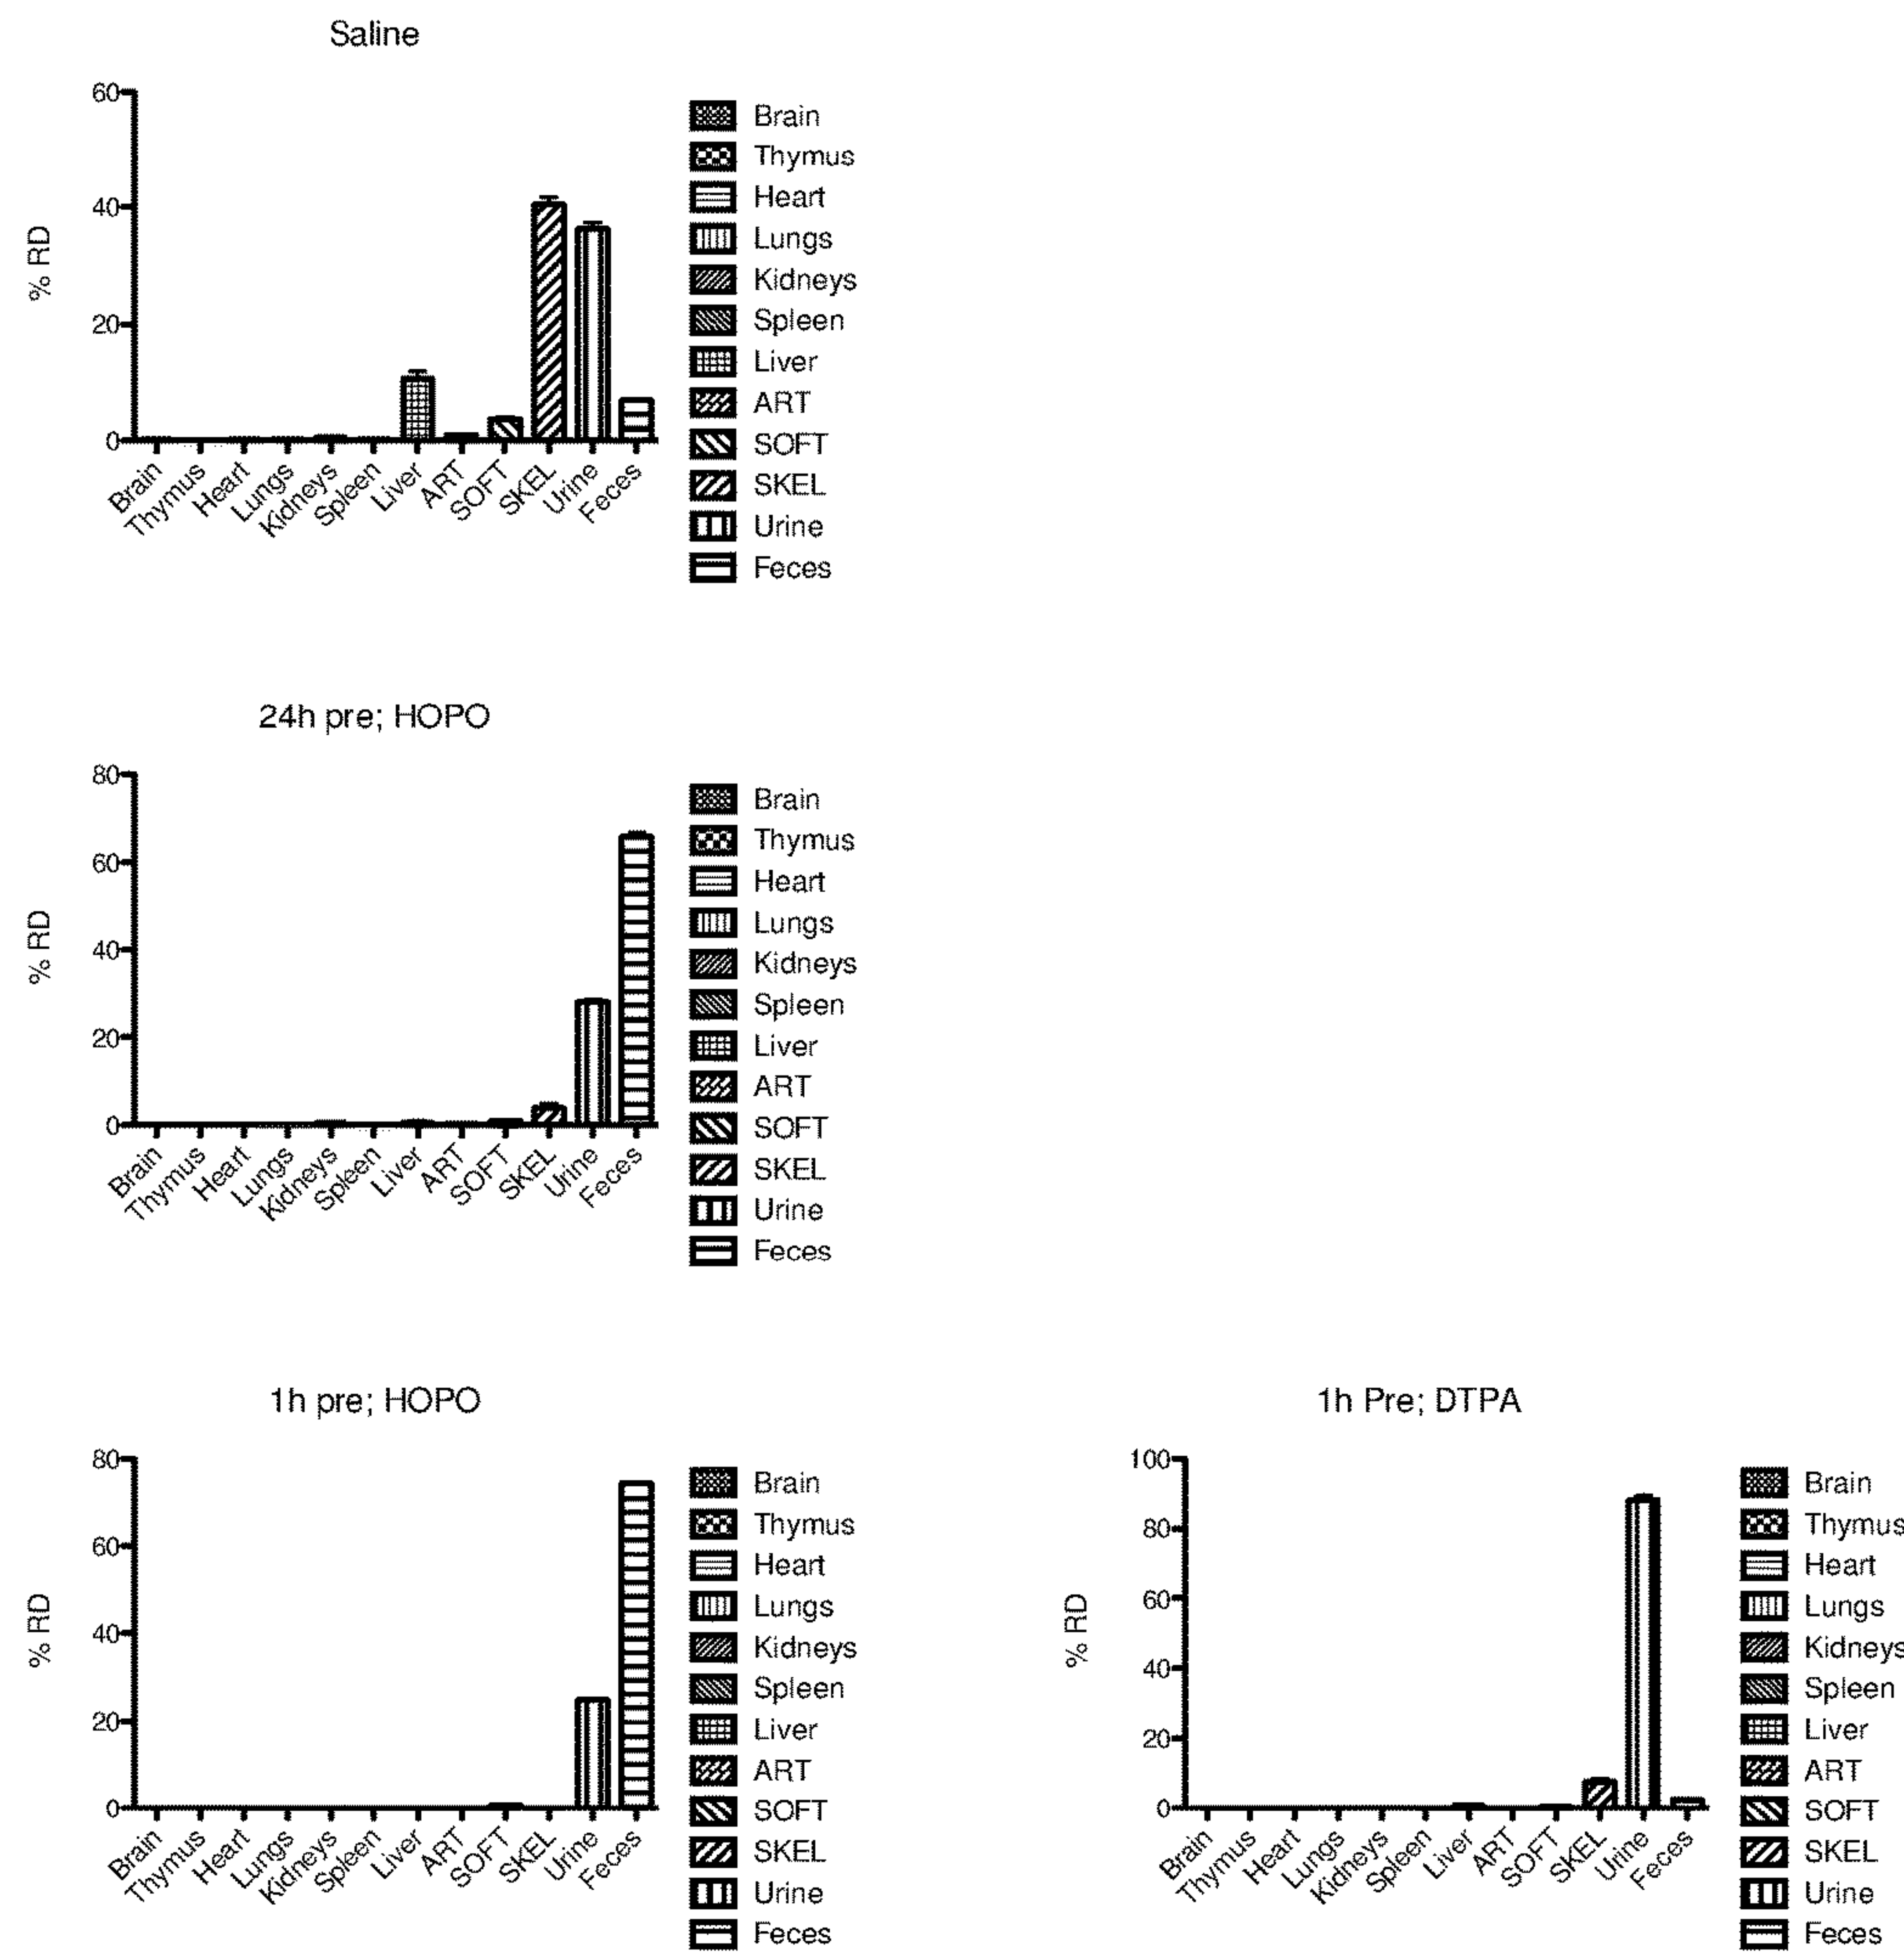 Saline
% RD
60
40
20
0
Brain
Thymus
Heart
Lungs
Kidneys
Spleen
Liver
ART
SOFT
SKEL
Urine
Feces
Brain
Thymus
Heart
Lungs
Kidneys
Spleen
Liver
ART
SOFT
SKEL
Urine
Feces
24h pre; HOPO
% RD
80
60
40
20
0
Brain
Thymus
Heart
Lungs
Kidneys
Spleen
Liver
ART
SOFT
SKEL
Urine
Feces
Brain
Thymus
Heart
Lungs
Kidneys
Spleen
Liver
ART
SOFT
SKEL
Urine
Feces
1h pre; HOPO
% RD
80
60
40
20
0
Brain
Thymus
Heart
Lungs
Kidneys
Spleen
Liver
ART
SOFT
SKEL
Urine
Feces
Brain
Thymus
Heart
Lungs
Kidneys
Spleen
Liver
ART
SOFT
SKEL
Urine
Feces
1h Pre; DTPA
% RD
100
80
60
40
20
0
Brain
Thymus
Heart
Lungs
Kidneys
Spleen
Liver
ART
SOFT
SKEL
Urine
Feces
Brain
Thymus
Heart
Lungs
Kidneys
Spleen
Liver
ART
SOFT
SKEL
Urine
Feces